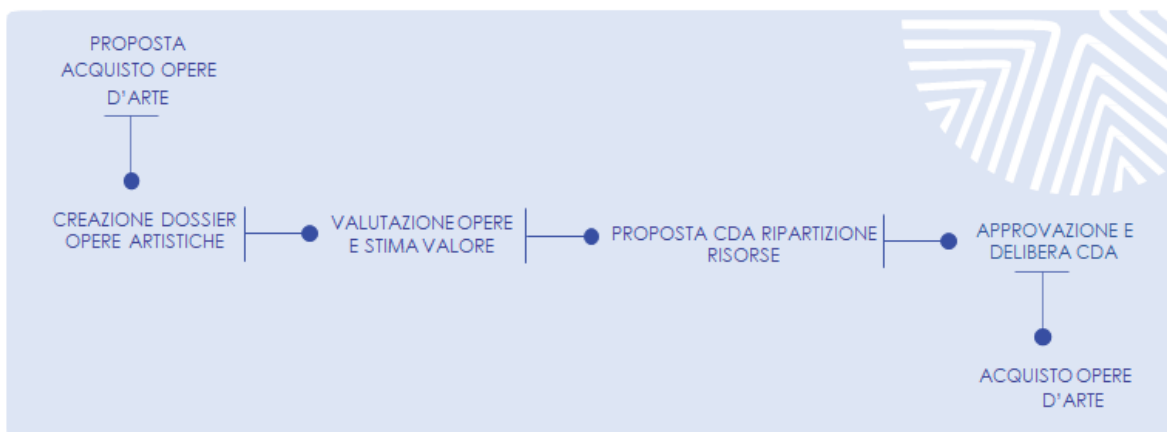 PROPOSTA
ACQUISTO OPERE
D'ARTE
CREAZIONE DOSSIER
OPERE ARTISTICHE
VALUTAZIONE OPERE
E STIMA VALORE
PROPOSTA CDA RIPARTIZIONE
RISORSE
APPROVAZIONE E
DELIBERA CDA
ACQUISTO OPERE
D'ARTE